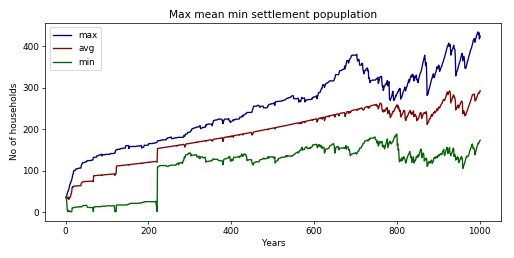 Max mean min settlement popuplation
max
avg
min
No of households
400
300
200
100
0
0 200 400 600 800 1000
Years